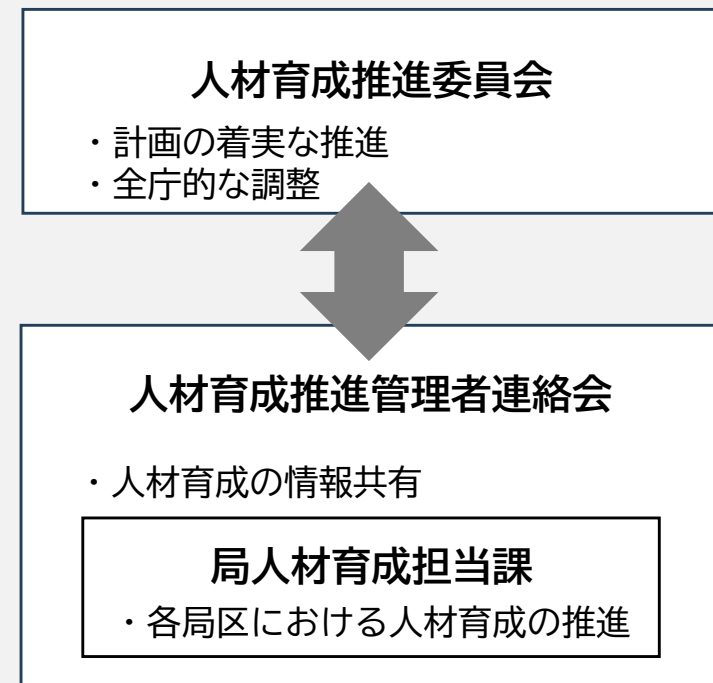 人材育成推進委員会
・計画の着実な推進
・全庁的な調整
人材育成推進管理者連絡会
・人材育成の情報共有
局人材育成担当課
・各局区における人材育成の推進